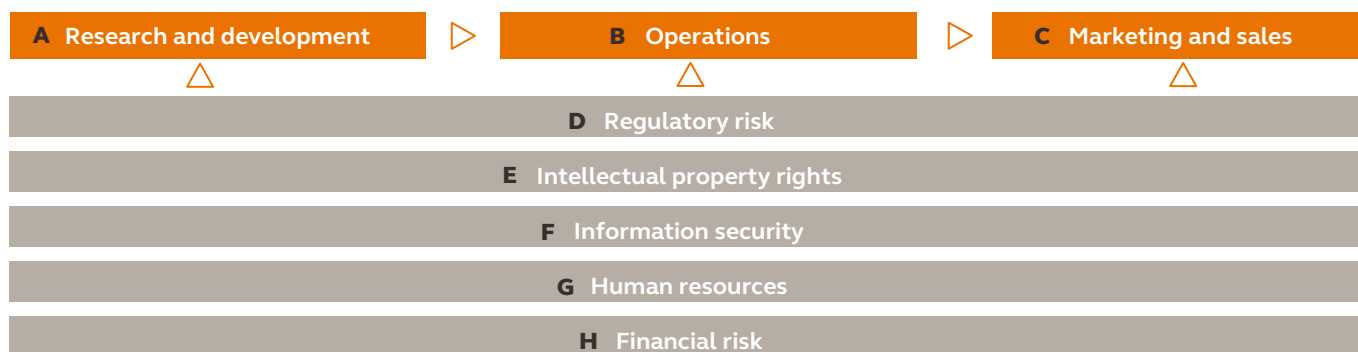 A Research and development
B Operations
C Marketing and sales
D Regulatory risk
E Intellectual property rights
F Information security
G Human resources
H Financial risk